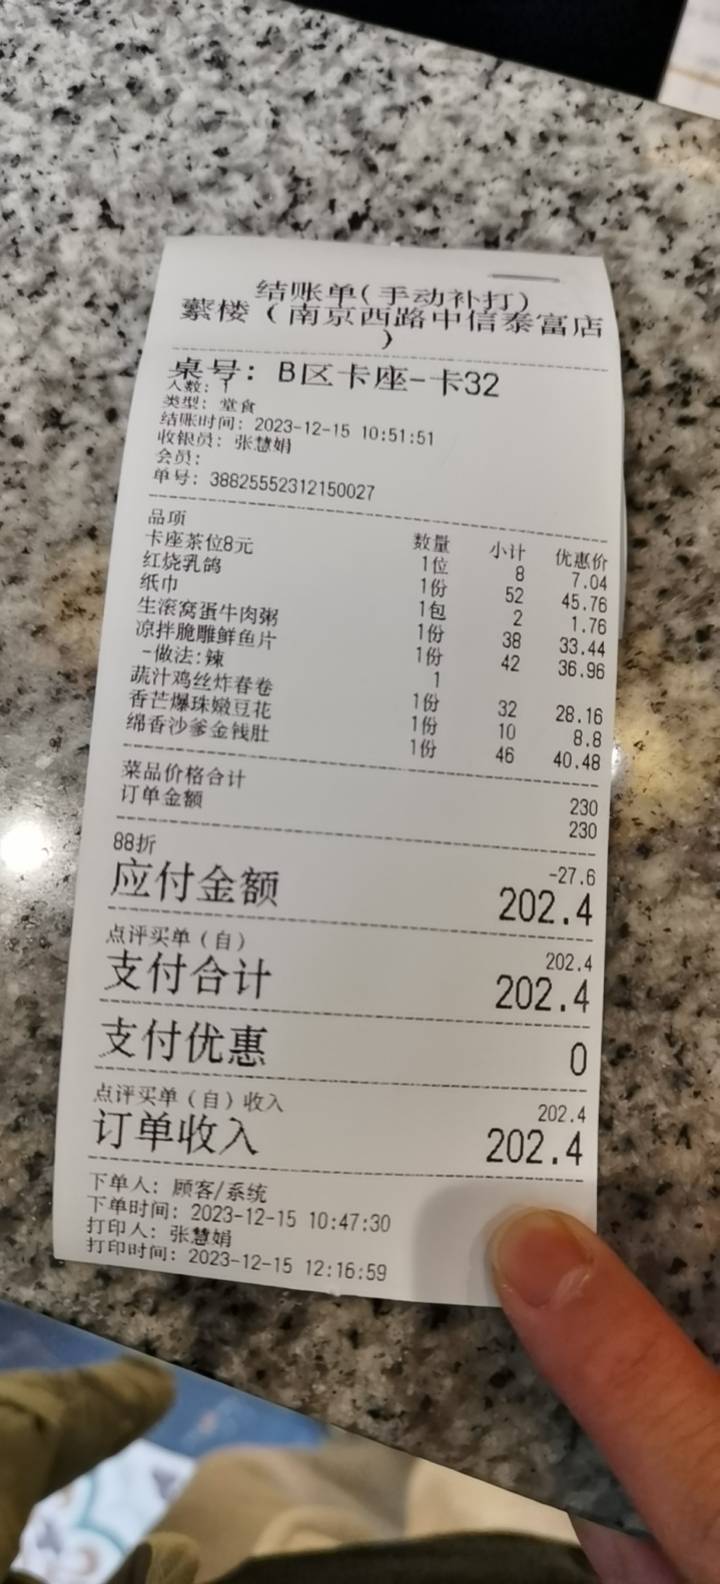 结账单(手动补打)
蘩楼（南京西路中信泰富店
）
桌号: B区卡座-卡32
人数: 1
类型: 堂食
结账时间: 2023-12-15 10:51:51
收银员: 张慧娟
会员:
单号: 38825552312150027
品项 数量 小计 优惠价
卡座茶位8元 1位 8 7.04
红烧乳鸽 1份 52 45.76
纸巾 1包 2 1.76
生滚窝蛋牛肉粥 1份 38 33.44
凉拌脆雕鲜鱼片 1份 42 36.96
-做法:辣 1
蔬汁鸡丝炸春卷 1份 32 28.16
香芒爆珠嫩豆花 1份 10 8.8
绵香沙爹金钱肚 1份 46 40.48
菜品价格合计 230
订单金额 230
88折 -27.6
应付金额 202.4
点评买单（自） 202.4
支付合计 202.4
支付优惠 0
点评买单（自）收入 202.4
订单收入 202.4
下单人: 顾客/系统
下单时间: 2023-12-15 10:47:30
打印人: 张慧娟
打印时间: 2023-12-15 12:16:59